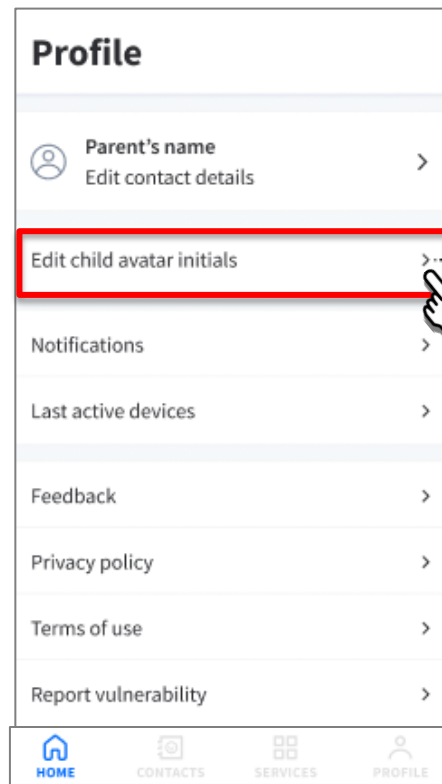 Profile
Parent's name
Edit contact details
Edit child avatar initials
Notifications
Last active devices
Feedback
Privacy policy
Terms of use
Report vulnerability
HOME CONTACTS SERVICES PROFILE